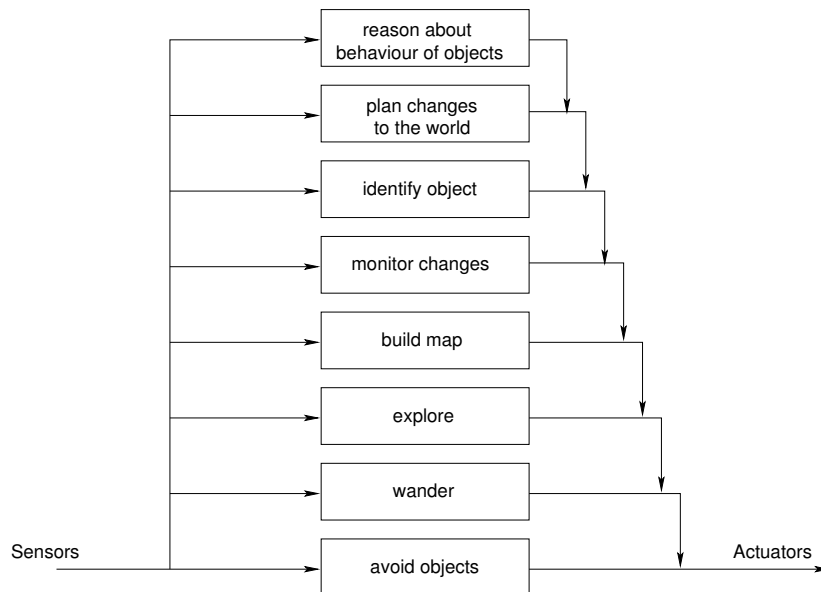 reason about
behaviour of objects
plan changes
to the world
identify object
monitor changes
build map
explore
wander
Sensors
avoid objects
Actuators